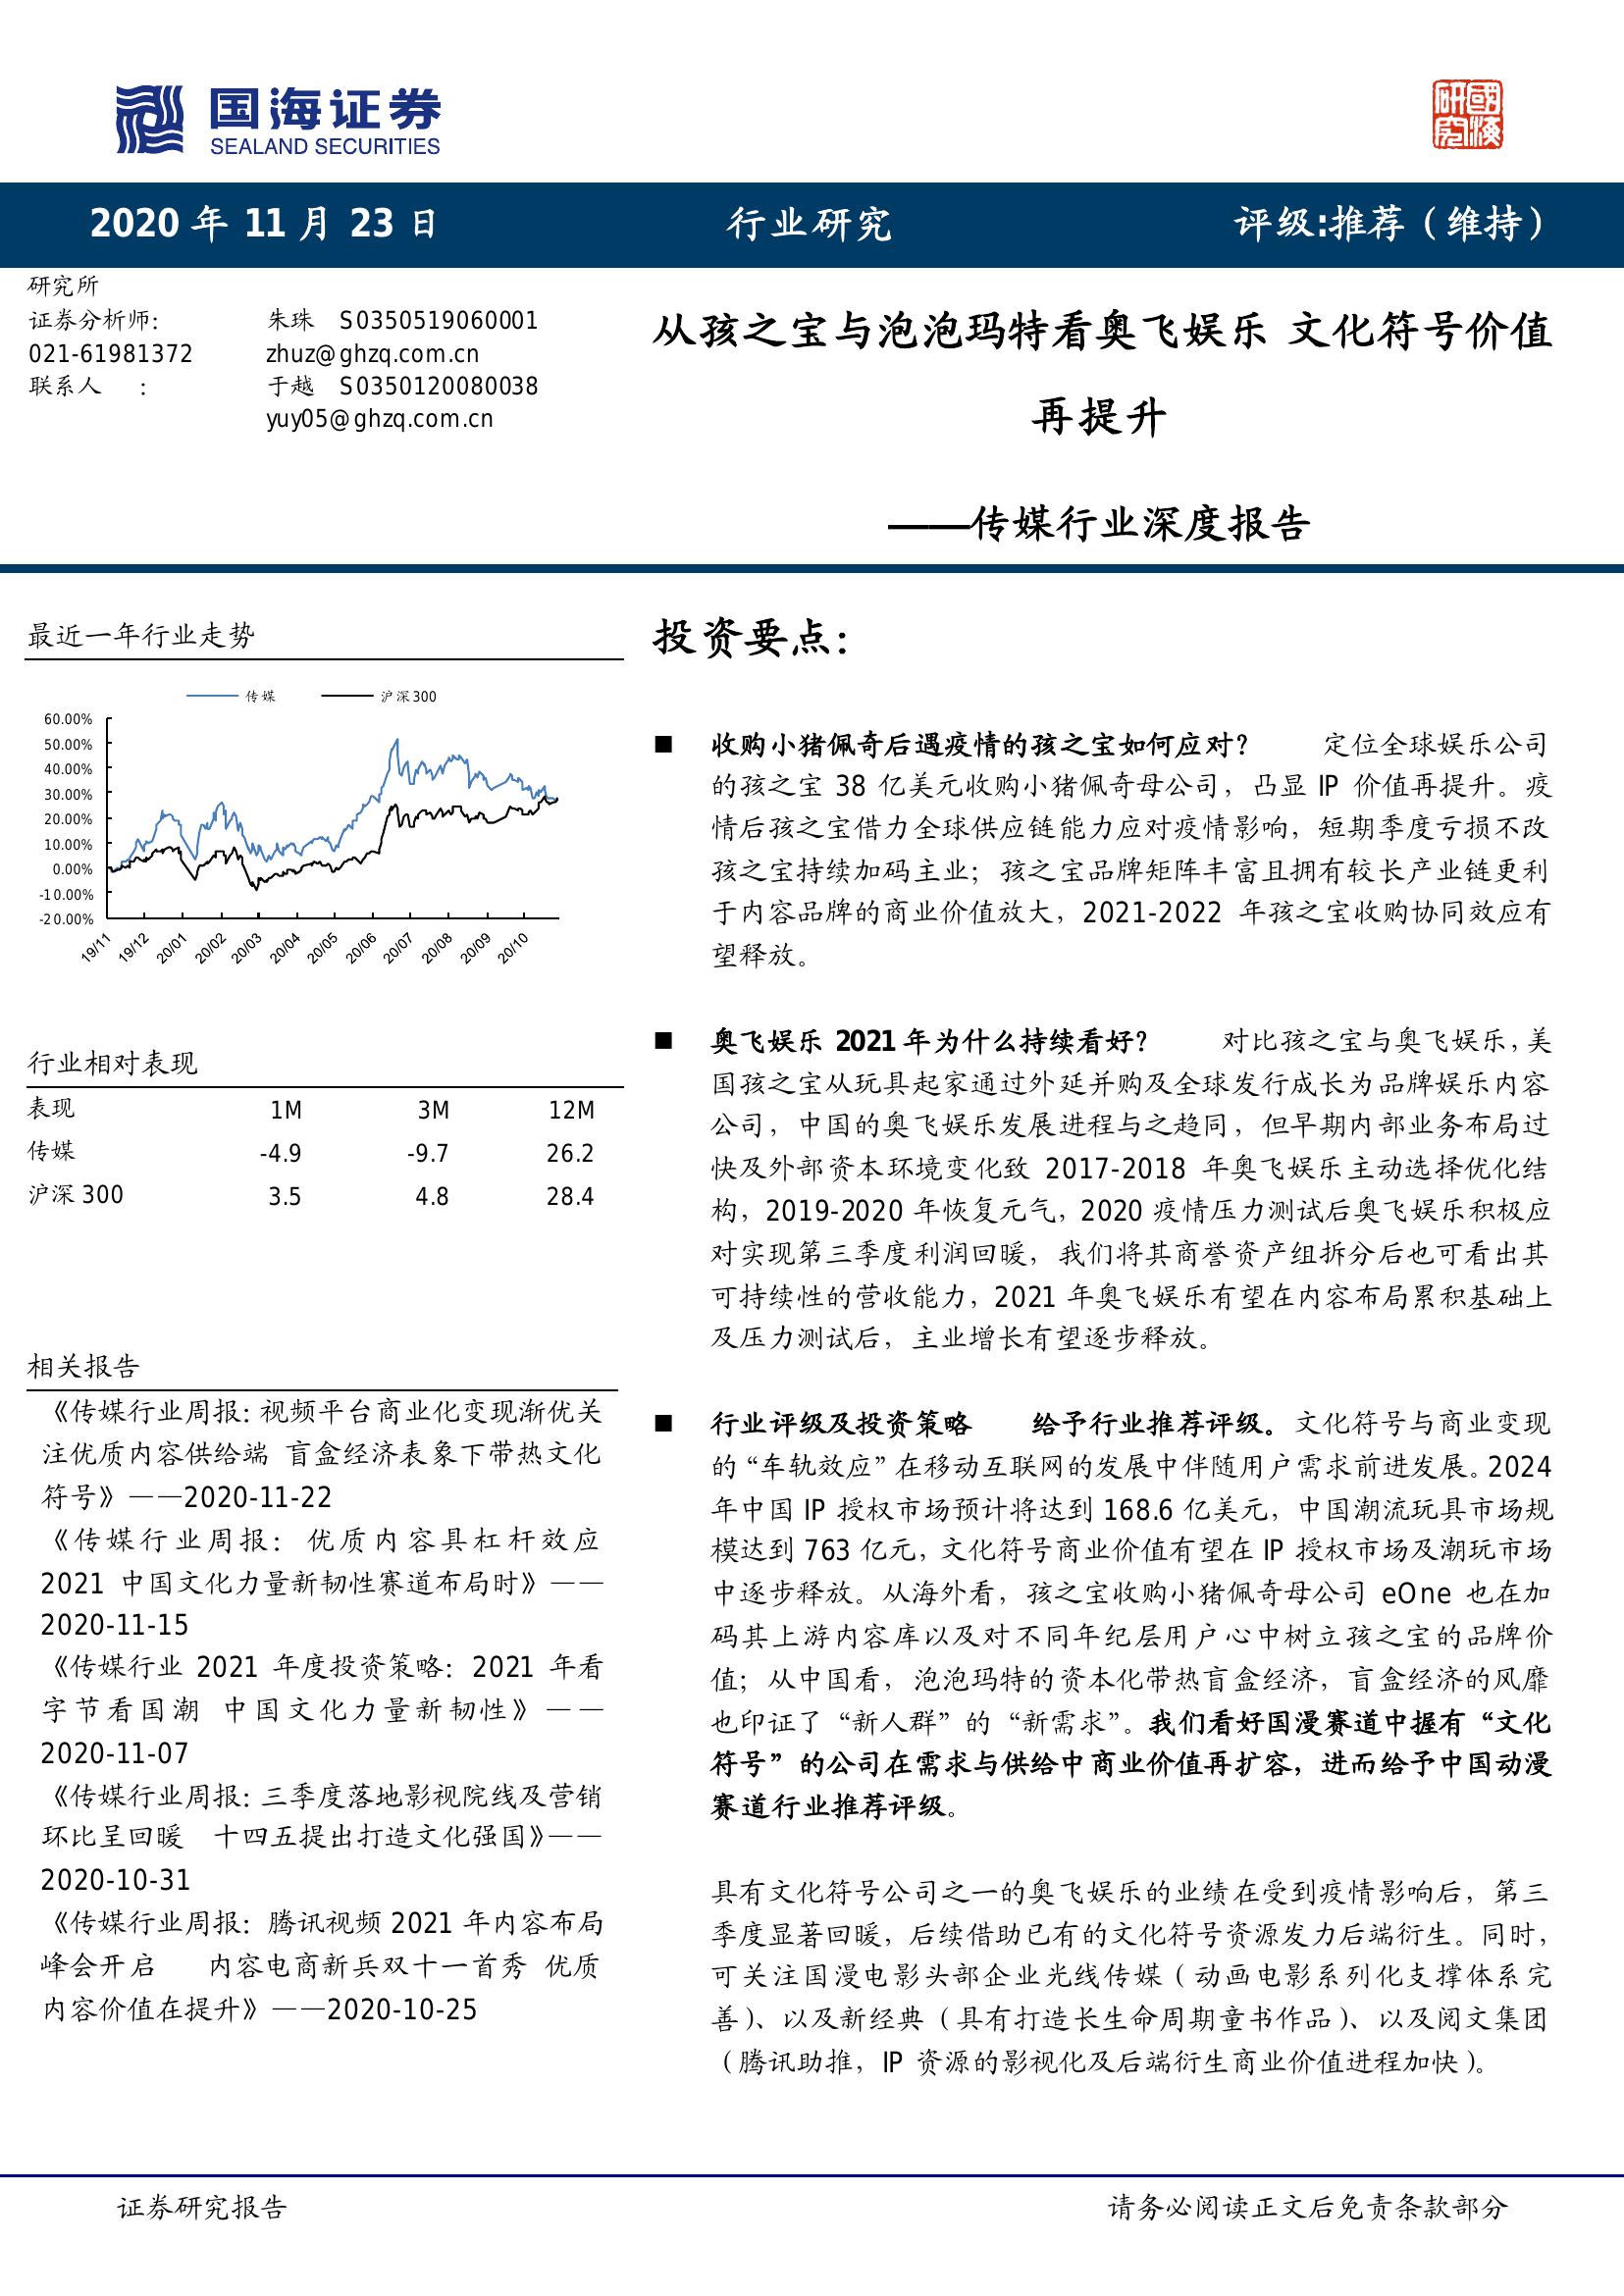 国海证券
SEALAND SECURITIES
國海研究
2020 年 11 月 23 日
行业研究
评级:推荐（维持）
研究所
证券分析师: 朱珠 S0350519060001
021-61981372 zhuz@ghzq.com.cn
联系人 : 于越 S0350120080038
yuy05@ghzq.com.cn
从孩之宝与泡泡玛特看奥飞娱乐 文化符号价值
再提升
——传媒行业深度报告
最近一年行业走势
传媒 沪深300
60.00%
50.00%
40.00%
30.00%
20.00%
10.00%
0.00%
-10.00%
-20.00%
19/11 19/12 20/01 20/02 20/03 20/04 20/05 20/06 20/07 20/08 20/09 20/10
行业相对表现
表现 1M 3M 12M
传媒 -4.9 -9.7 26.2
沪深 300 3.5 4.8 28.4
相关报告
《传媒行业周报:视频平台商业化变现渐优关
注优质内容供给端 盲盒经济表象下带热文化
符号》——2020-11-22
《传媒行业周报：优质内容具杠杆效应
2021 中国文化力量新韧性赛道布局时》——
2020-11-15
《传媒行业 2021 年度投资策略：2021 年看
字节看国潮 中国文化力量新韧性》——
2020-11-07
《传媒行业周报:三季度落地影视院线及营销
环比呈回暖 十四五提出打造文化强国》——
2020-10-31
《传媒行业周报：腾讯视频 2021 年内容布局
峰会开启 内容电商新兵双十一首秀 优质
内容价值在提升》——2020-10-25
投资要点：
■ 收购小猪佩奇后遇疫情的孩之宝如何应对？ 定位全球娱乐公司
的孩之宝 38 亿美元收购小猪佩奇母公司，凸显 IP 价值再提升。疫
情后孩之宝借力全球供应链能力应对疫情影响，短期季度亏损不改
孩之宝持续加码主业；孩之宝品牌矩阵丰富且拥有较长产业链更利
于内容品牌的商业价值放大，2021-2022 年孩之宝收购协同效应有
望释放。
■ 奥飞娱乐 2021 年为什么持续看好？ 对比孩之宝与奥飞娱乐，美
国孩之宝从玩具起家通过外延并购及全球发行成长为品牌娱乐内容
公司，中国的奥飞娱乐发展进程与之趋同，但早期内部业务布局过
快及外部资本环境变化致 2017-2018 年奥飞娱乐主动选择优化结
构，2019-2020 年恢复元气，2020 疫情压力测试后奥飞娱乐积极应
对实现第三季度利润回暖，我们将其商誉资产组拆分后也可看出其
可持续性的营收能力，2021 年奥飞娱乐有望在内容布局累积基础上
及压力测试后，主业增长有望逐步释放。
■ 行业评级及投资策略 给予行业推荐评级。文化符号与商业变现
的“车轨效应”在移动互联网的发展中伴随用户需求前进发展。2024
年中国 IP 授权市场预计将达到 168.6 亿美元，中国潮流玩具市场规
模达到 763 亿元，文化符号商业价值有望在 IP 授权市场及潮玩市场
中逐步释放。从海外看，孩之宝收购小猪佩奇母公司 eOne 也在加
码其上游内容库以及对不同年纪层用户心中树立孩之宝的品牌价
值；从中国看，泡泡玛特的资本化带热盲盒经济，盲盒经济的风靡
也印证了“新人群”的“新需求”。我们看好国漫赛道中握有“文化
符号”的公司在需求与供给中商业价值再扩容，进而给予中国动漫
赛道行业推荐评级。
具有文化符号公司之一的奥飞娱乐的业绩在受到疫情影响后，第三
季度显著回暖，后续借助已有的文化符号资源发力后端衍生。同时，
可关注国漫电影头部企业光线传媒（动画电影系列化支撑体系完
善）、以及新经典（具有打造长生命周期童书作品）、以及阅文集团
（腾讯助推，IP 资源的影视化及后端衍生商业价值进程加快）。
证券研究报告
请务必阅读正文后免责条款部分